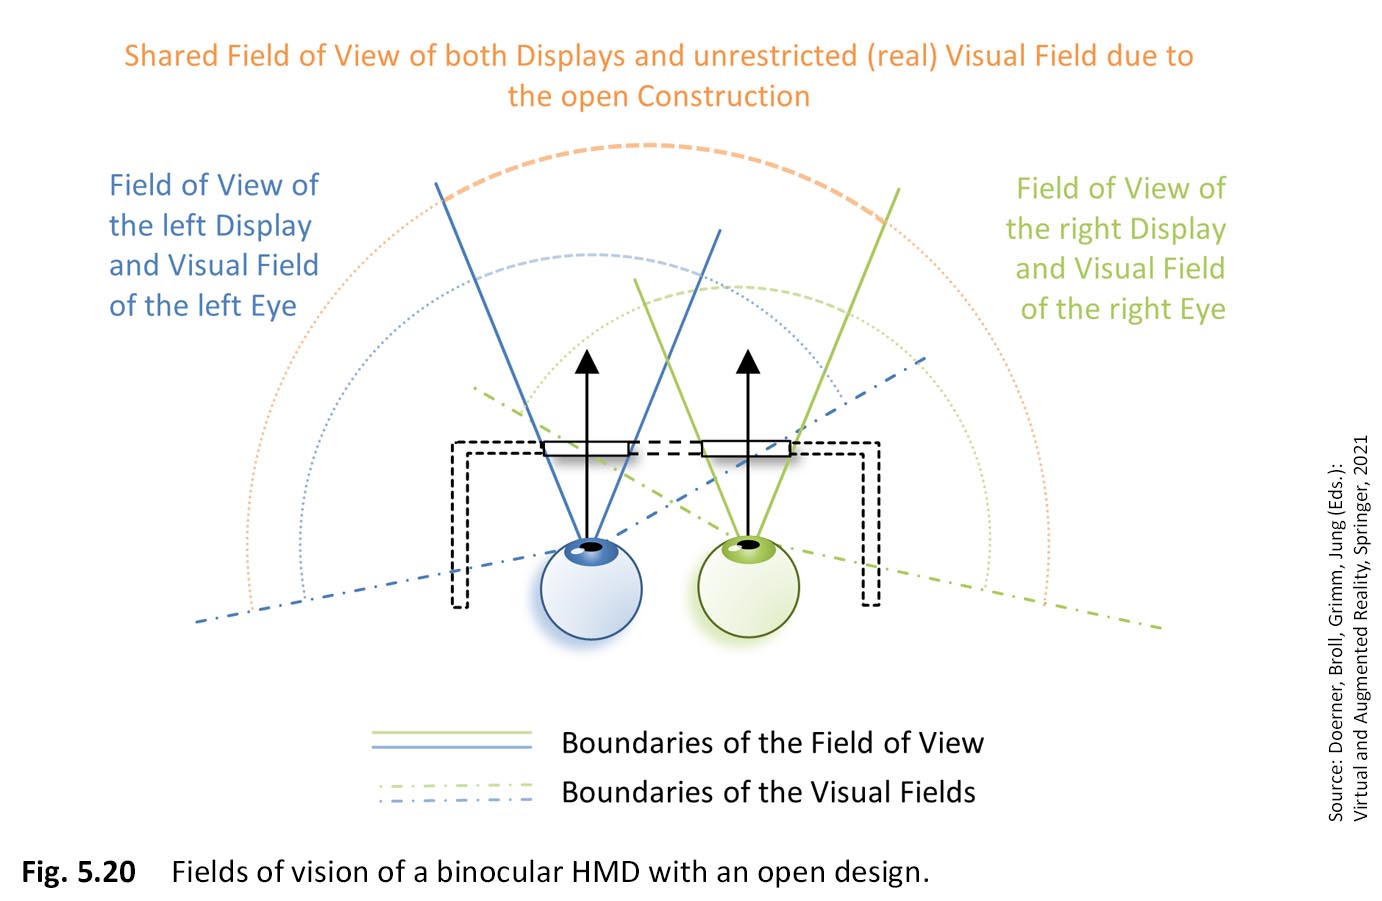 Shared Field of View of both Displays and unrestricted (real) Visual Field due to
the open Construction
Field of View of
the left Display
and Visual Field
of the left Eye
Field of View of
the right Display
and Visual Field
of the right Eye
Boundaries of the Field of View
Boundaries of the Visual Fields
Fig. 5.20 Fields of vision of a binocular HMD with an open design.
Source: Doerner, Broll, Grimm, Jung (Eds.):
Virtual and Augmented Reality, Springer, 2021